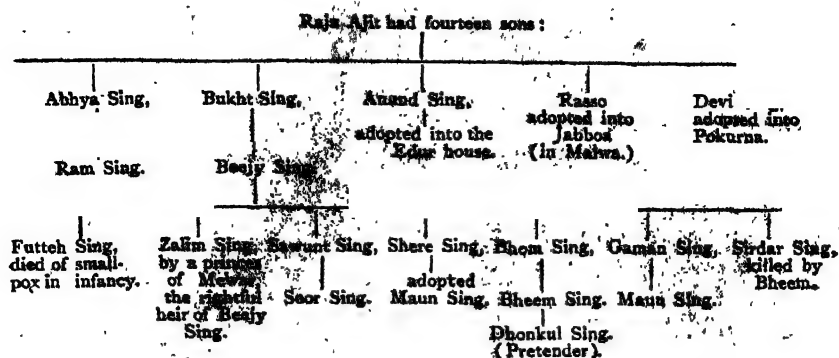 Raja Ajit had fourteen sons:
Abhya Sing, Bukht Sing, Anand Sing, Rasso Devi
adopted into the adopted into adopted into
Edur house. Jabboa Pokurna.
(in Malwa.)
Ram Sing. Beejy Sing.
Futteh Sing, Zalim Sing, Sawunt Sing, Shere Sing, Bhom Sing, Gaman Sing, Sirdar Sing,
died of small- by a princess adopted killed by
pox in infancy. of Mewar, Soor Sing. Maun Sing. Bheem Sing. Maun Sing. Bheem.
the rightful
heir of Beejy Dhonkul Sing.
Sing. (Pretender).